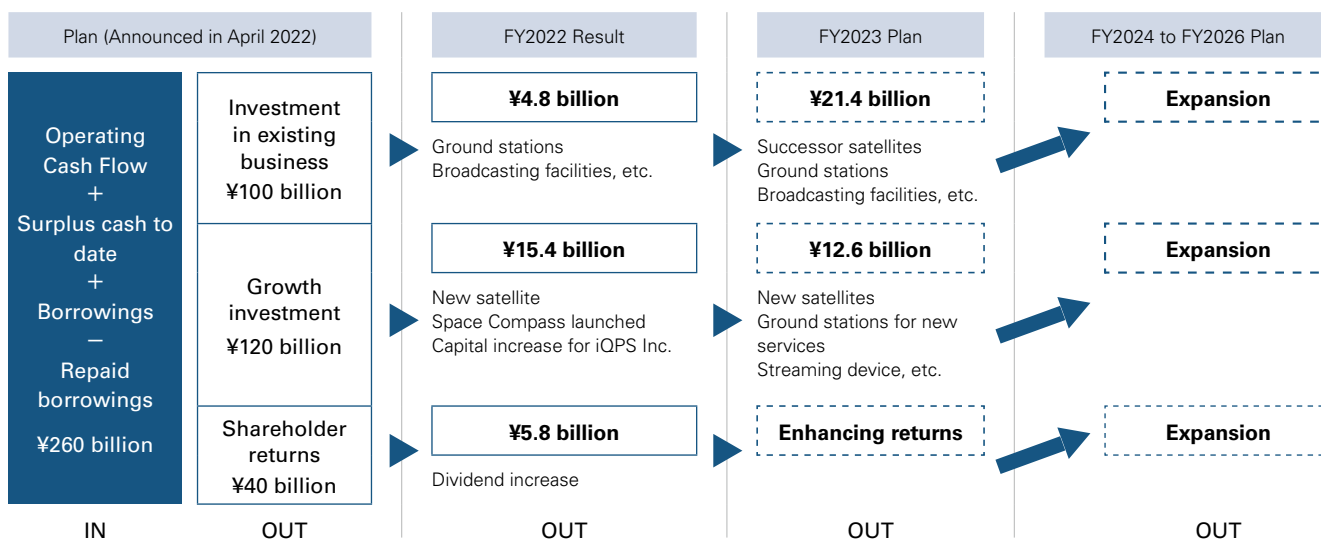 Plan (Announced in April 2022)
FY2022 Result
FY2023 Plan
FY2024 to FY2026 Plan
Operating
Cash Flow
+
Surplus cash to
date
+
Borrowings
−
Repaid
borrowings
¥260 billion
Investment
in existing
business
¥100 billion
¥4.8 billion
Ground stations
Broadcasting facilities, etc.
¥21.4 billion
Successor satellites
Ground stations
Broadcasting facilities, etc.
Expansion
Growth
investment
¥120 billion
¥15.4 billion
New satellite
Space Compass launched
Capital increase for iQPS Inc.
¥12.6 billion
New satellites
Ground stations for new
services
Streaming device, etc.
Expansion
Shareholder
returns
¥40 billion
¥5.8 billion
Dividend increase
Enhancing returns
Expansion
IN
OUT
OUT
OUT
OUT